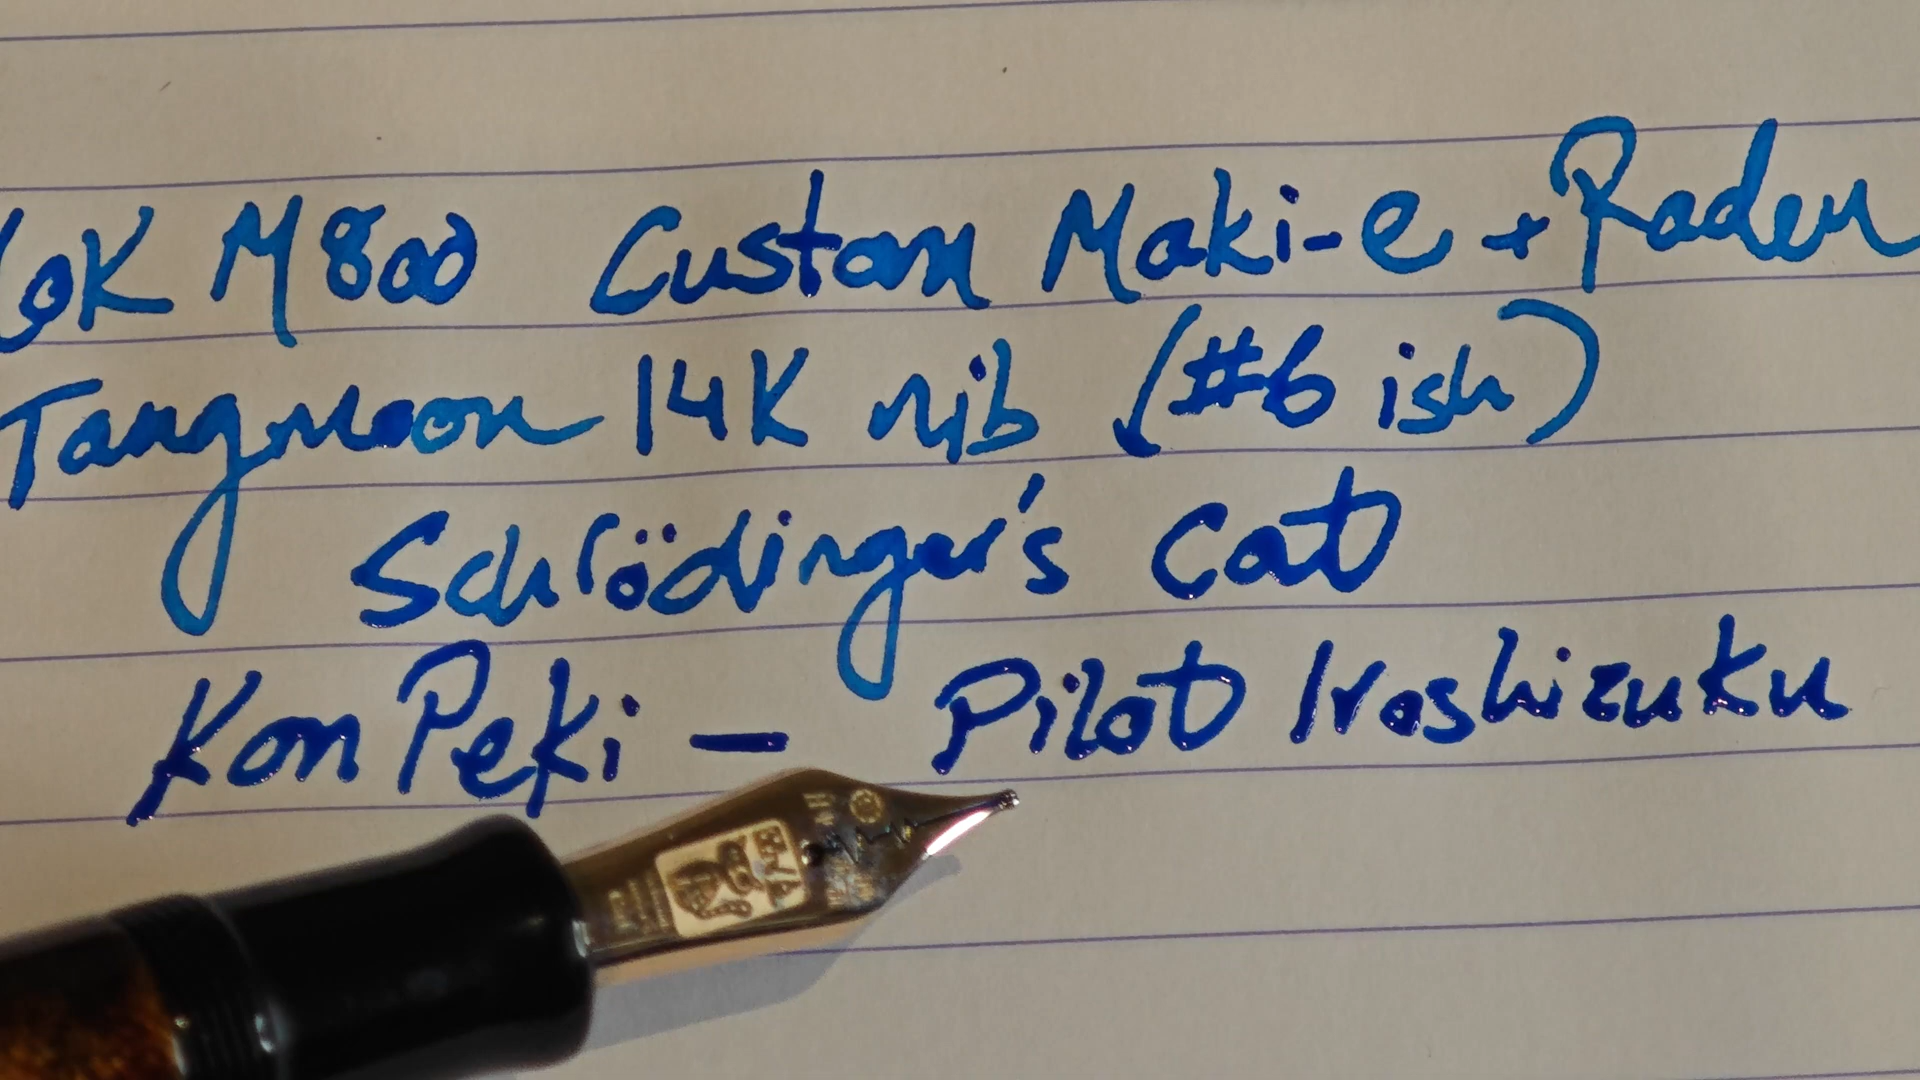 M800 Custom Maki-e + Raden
Tangmoon 14K nib (#6 ish)
Schrödinger's cat
Kon Peki — Pilot Iroshizuku